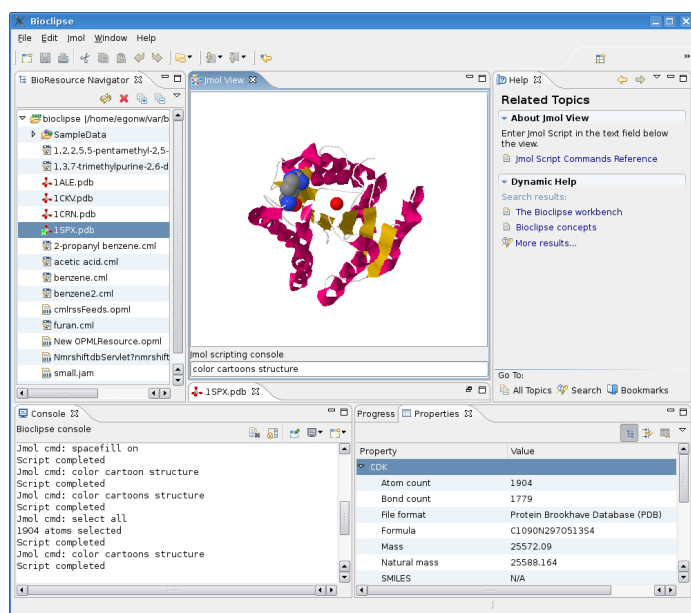 Bioclipse
File Edit Jmol Window Help
BioResource Navigator
bioclipse [/home/egonw/var/b
SampleData
1,2,2,5,5-pentamethyl-2,5-
1,3,7-trimethylpurine-2,6-d
1ALE.pdb
1CKV.pdb
1CRN.pdb
1SPX.pdb
2-propanyl benzene.cml
acetic acid.cml
benzene.cml
benzene2.cml
cmlrssFeeds.opml
furan.cml
New OPMLResource.opml
NmrshiftdbServlet?nmrshift
small.jam
Jmol View
Jmol scripting console
color cartoons structure
1SPX.pdb
Help
Related Topics
About Jmol View
Enter Jmol Script in the text field below
the view.
Jmol Script Commands Reference
Dynamic Help
Search results:
The Bioclipse workbench
Bioclipse concepts
More results...
Go To:
All Topics Search Bookmarks
Console
Bioclipse console
Jmol cmd: spacefill on
Script completed
Jmol cmd: color cartoon structure
Script completed
Jmol cmd: color cartoons structure
Script completed
Jmol cmd: select all
1904 atoms selected
Script completed
Jmol cmd: color cartoons structure
Script completed
Progress Properties
Property Value
CDK
Atom count 1904
Bond count 1779
File format Protein Brookhave Database (PDB)
Formula C1090N297O513S4
Mass 25572.09
Natural mass 25588.164
SMILES N/A